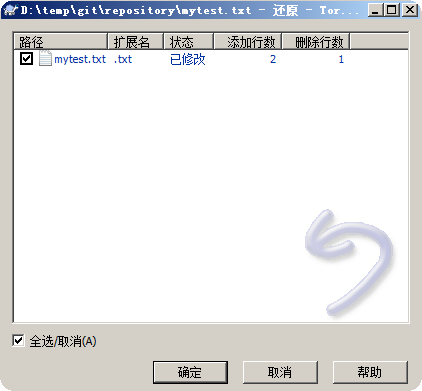 D:\temp\git\repository\mytest.txt - 还原 - Tor...
路径 扩展名 状态 添加行数 删除行数
mytest.txt .txt 已修改 2 1
全选/取消(A)
确定 取消 帮助